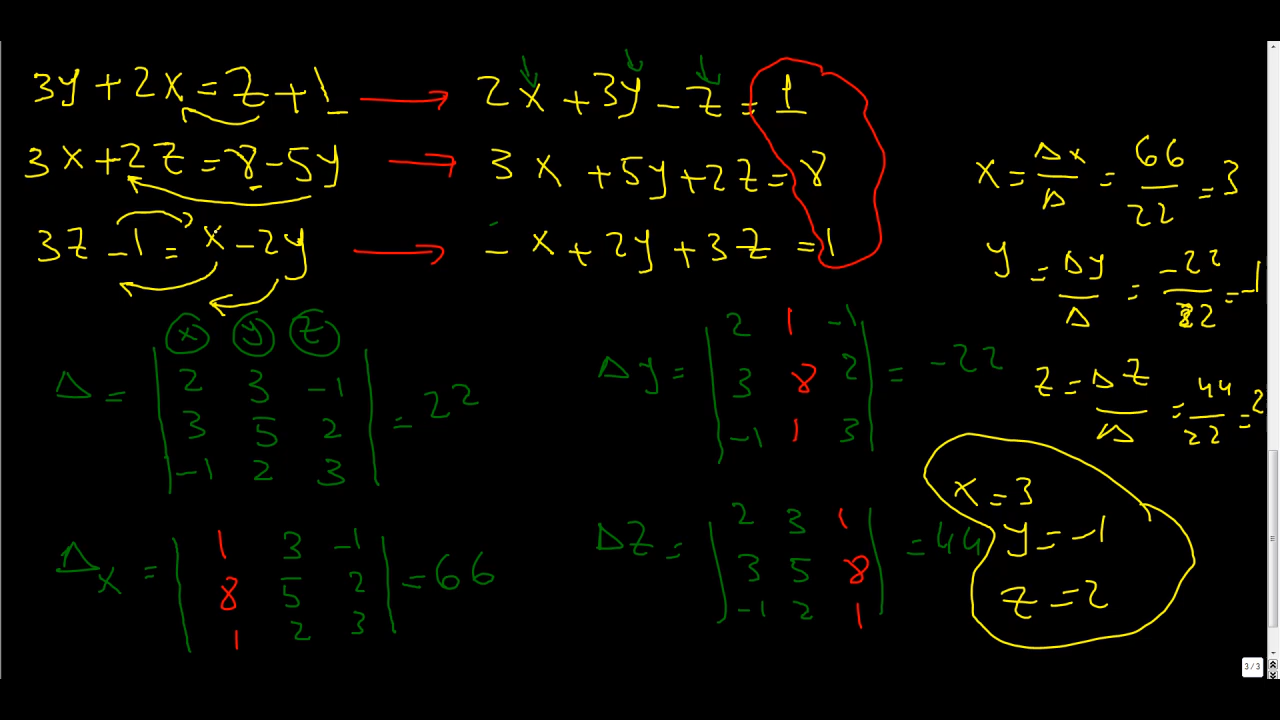 3y + 2x = z + 1 → 2x + 3y - z = 1
3x + 2z = 8 - 5y → 3x + 5y + 2z = 8
3z - 1 = x - 2y → - x + 2y + 3z = 1
x y z
Δ = | 2 3 -1 |
| 3 5 2 | = 22
| -1 2 3 |
Δx = | 1 3 -1 |
| 8 5 2 | = 66
| 1 2 3 |
Δy = | 2 1 -1 |
| 3 8 2 | = -22
| -1 1 3 |
Δz = | 2 3 1 |
| 3 5 8 | = 44
| -1 2 1 |
x = Δx/Δ = 66/22 = 3
y = Δy/Δ = -22/22 = -1
z = Δz/Δ = 44/22 = 2
x = 3
y = -1
z = 2
3 / 3